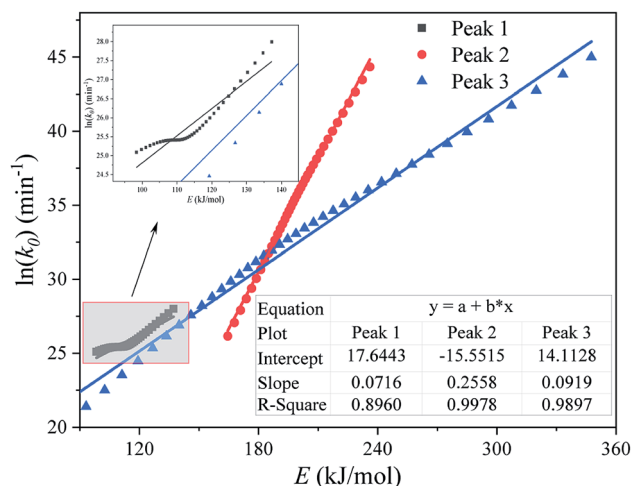 45
40
35
30
25
20
ln(k0) (min-1)
120
180
240
300
360
E (kJ/mol)
Peak 1
Peak 2
Peak 3
28.0
27.5
27.0
26.5
26.0
25.5
25.0
24.5
ln(k0) (min-1)
100
110
120
130
140
E (kJ/mol)
Equation y = a + b*x
Plot Peak 1 Peak 2 Peak 3
Intercept 17.6443 -15.5515 14.1128
Slope 0.0716 0.2558 0.0919
R-Square 0.8960 0.9978 0.9897